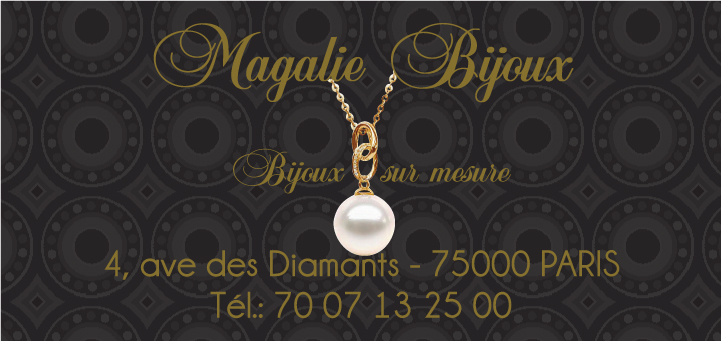 Magalie Bijoux
Bijoux sur mesure
4, ave des Diamants - 75000 PARIS
Tél.: 70 07 13 25 00